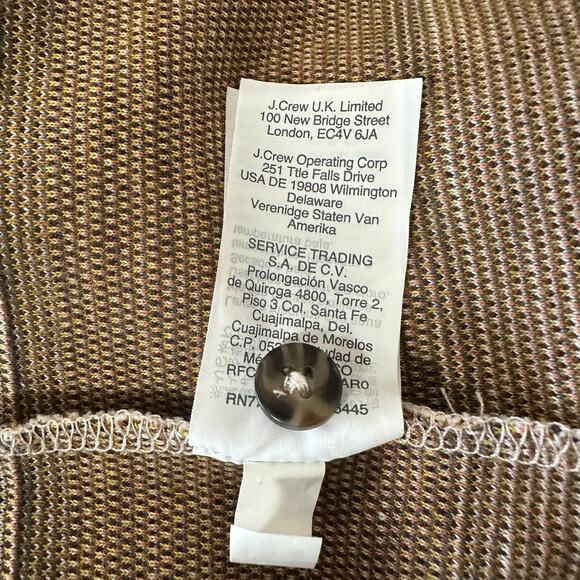 J.Crew U.K. Limited
100 New Bridge Street
London, EC4V 6JA
J.Crew Operating Corp
251 Ttle Falls Drive
USA DE 19808 Wilmington
Delaware
Verenidge Staten Van
Amerika
SERVICE TRADING
S.A. DE C.V.
Prolongación Vasco
de Quiroga 4800, Torre 2,
Piso 3 Col. Santa Fe
Cuajimalpa, Del.
Cuajimalpa de Morelos
C.P. de
RFC